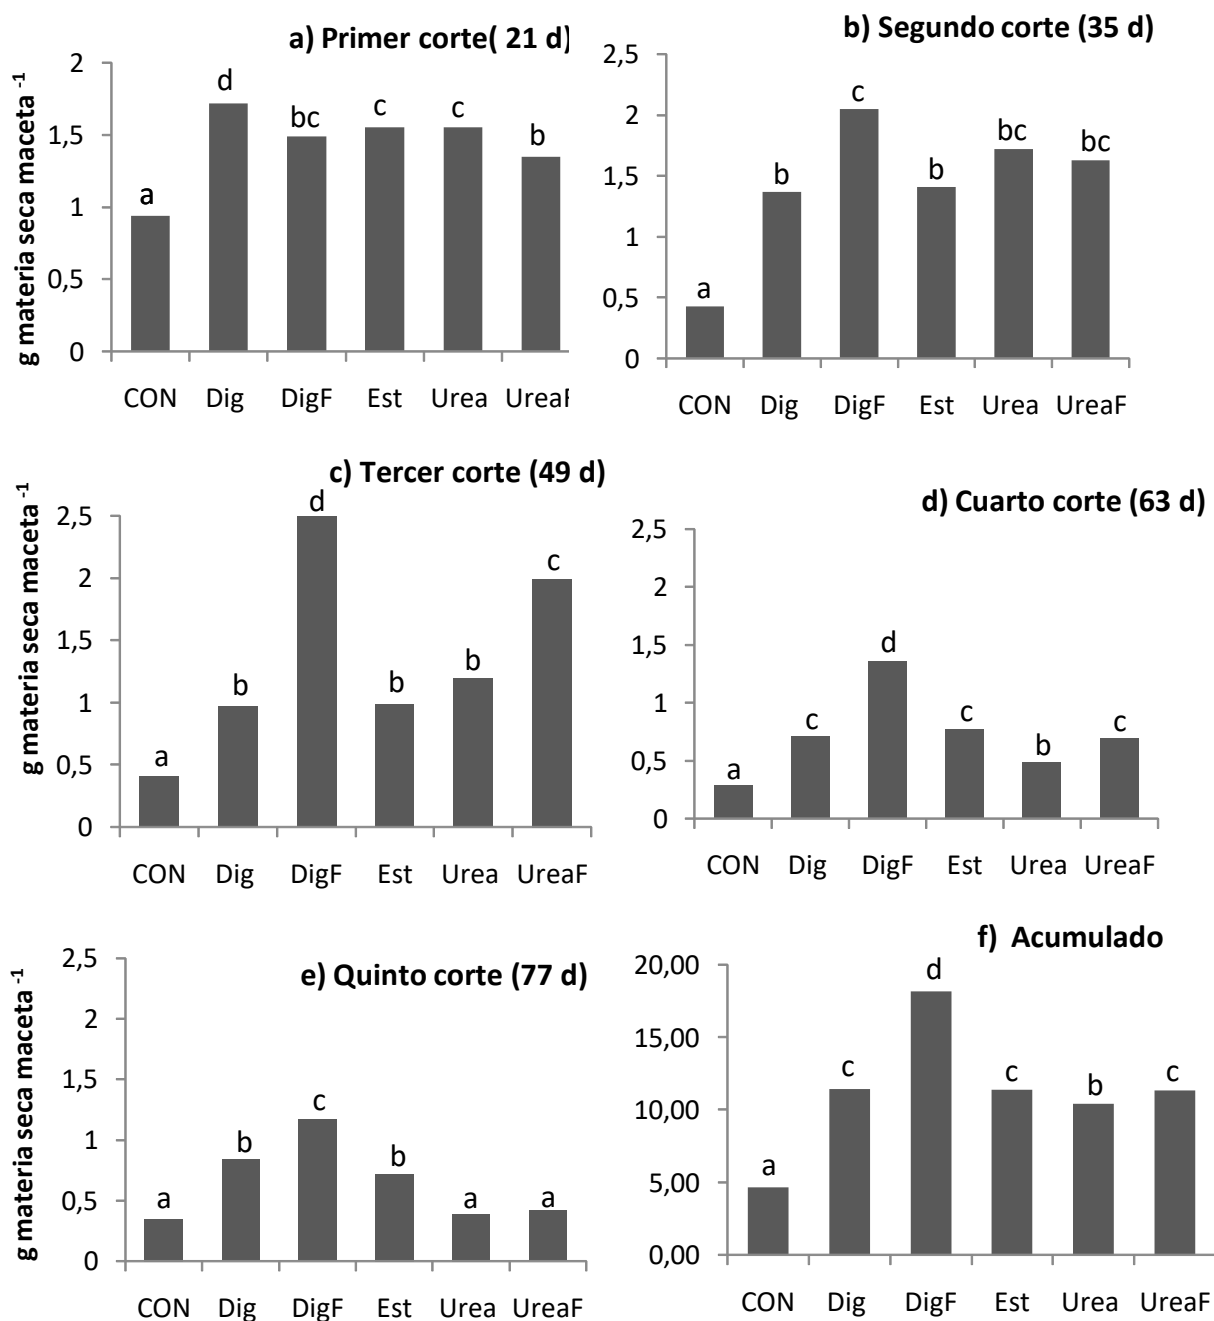 a) Primer corte( 21 d)
g materia seca maceta -1
2
1,5
1
0,5
0
a
d
bc
c
c
b
CON Dig DigF Est Urea UreaF
b) Segundo corte (35 d)
2,5
2
1,5
1
0,5
0
a
b
c
b
bc
bc
CON Dig DigF Est Urea UreaF
c) Tercer corte (49 d)
g materia seca maceta -1
2,5
2
1,5
1
0,5
0
a
b
d
b
b
c
CON Dig DigF Est Urea UreaF
d) Cuarto corte (63 d)
2,5
2
1,5
1
0,5
0
a
c
d
c
b
c
CON Dig DigF Est Urea UreaF
e) Quinto corte (77 d)
g materia seca maceta -1
2,5
2
1,5
1
0,5
0
a
b
c
b
a
a
CON Dig DigF Est Urea UreaF
f) Acumulado
20,00
15,00
10,00
5,00
0,00
a
c
d
c
b
c
CON Dig DigF Est Urea UreaF